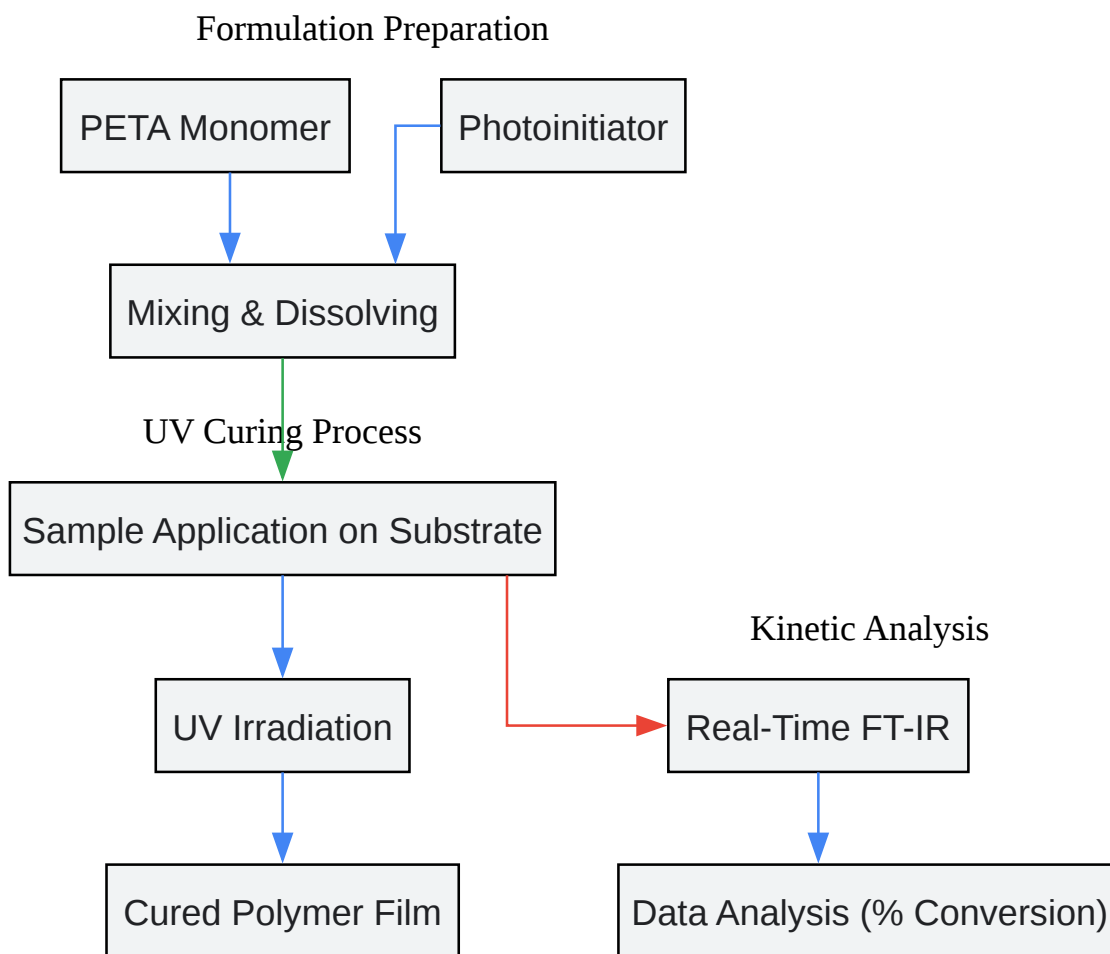 Formulation Preparation
PETA Monomer
Photoinitiator
Mixing & Dissolving
UV Curing Process
Sample Application on Substrate
Kinetic Analysis
UV Irradiation
Real-Time FT-IR
Cured Polymer Film
Data Analysis (% Conversion)